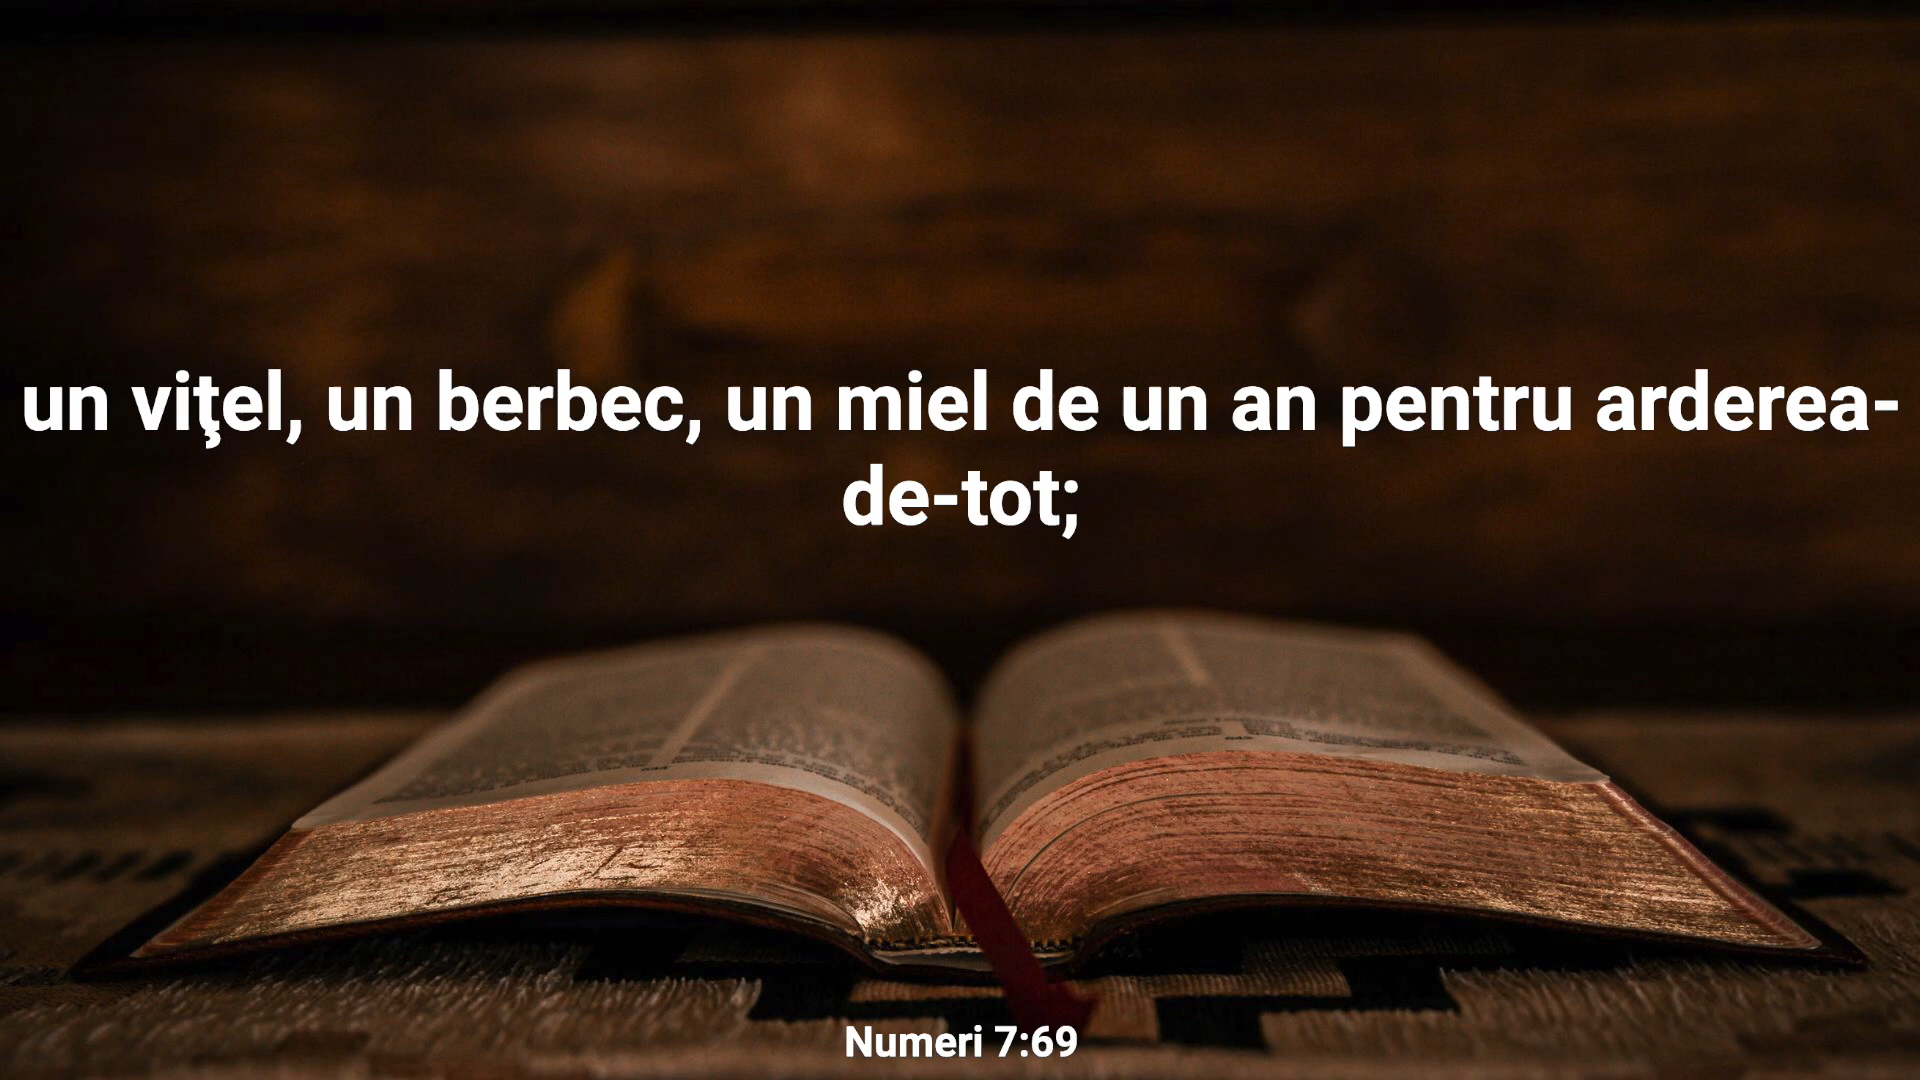 un viţel, un berbec, un miel de un an pentru arderea-
de-tot;
Numeri 7:69